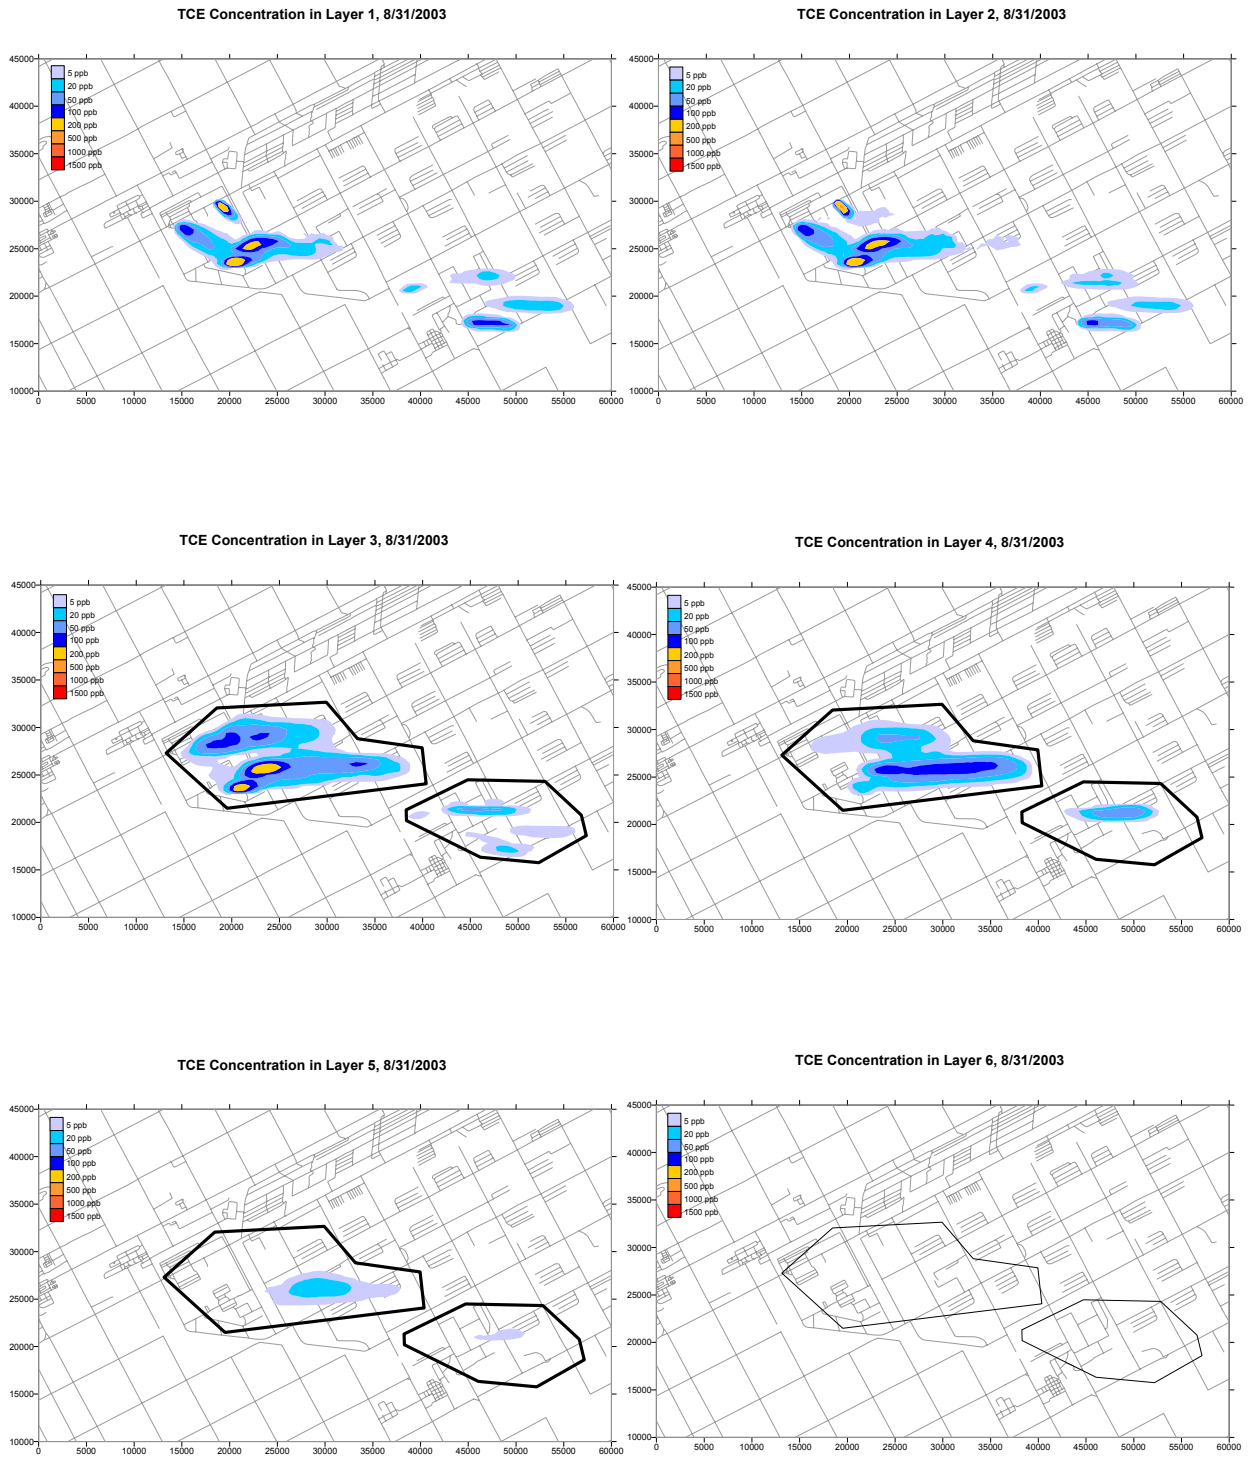 TCE Concentration in Layer 1, 8/31/2003
45000
40000
35000
30000
25000
20000
15000
10000
5 ppb
20 ppb
50 ppb
100 ppb
200 ppb
500 ppb
1000 ppb
1500 ppb
0 5000 10000 15000 20000 25000 30000 35000 40000 45000 50000 55000 60000
TCE Concentration in Layer 2, 8/31/2003
45000
40000
35000
30000
25000
20000
15000
10000
5 ppb
20 ppb
50 ppb
100 ppb
200 ppb
500 ppb
1000 ppb
1500 ppb
0 5000 10000 15000 20000 25000 30000 35000 40000 45000 50000 55000 60000
TCE Concentration in Layer 3, 8/31/2003
45000
40000
35000
30000
25000
20000
15000
10000
5 ppb
20 ppb
50 ppb
100 ppb
200 ppb
500 ppb
1000 ppb
1500 ppb
0 5000 10000 15000 20000 25000 30000 35000 40000 45000 50000 55000 60000
TCE Concentration in Layer 4, 8/31/2003
45000
40000
35000
30000
25000
20000
15000
10000
5 ppb
20 ppb
50 ppb
100 ppb
200 ppb
500 ppb
1000 ppb
1500 ppb
0 5000 10000 15000 20000 25000 30000 35000 40000 45000 50000 55000 60000
TCE Concentration in Layer 5, 8/31/2003
45000
40000
35000
30000
25000
20000
15000
10000
5 ppb
20 ppb
50 ppb
100 ppb
200 ppb
500 ppb
1000 ppb
1500 ppb
0 5000 10000 15000 20000 25000 30000 35000 40000 45000 50000 55000 60000
TCE Concentration in Layer 6, 8/31/2003
45000
40000
35000
30000
25000
20000
15000
10000
5 ppb
20 ppb
50 ppb
100 ppb
200 ppb
500 ppb
1000 ppb
1500 ppb
0 5000 10000 15000 20000 25000 30000 35000 40000 45000 50000 55000 60000